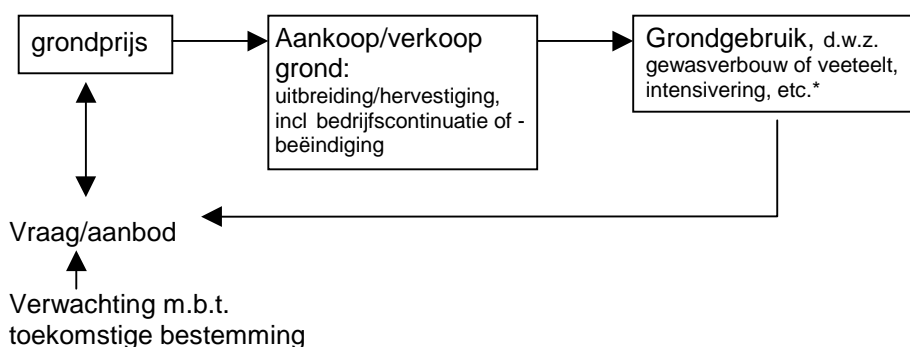 grondprijs
Aankoop/verkoop
grond:
uitbreiding/hervestiging,
incl bedrijfscontinuatie of -
beëindiging
Grondgebruik, d.w.z.
gewasverbouw of veeteelt,
intensivering, etc.*
Vraag/aanbod
Verwachting m.b.t.
toekomstige bestemming